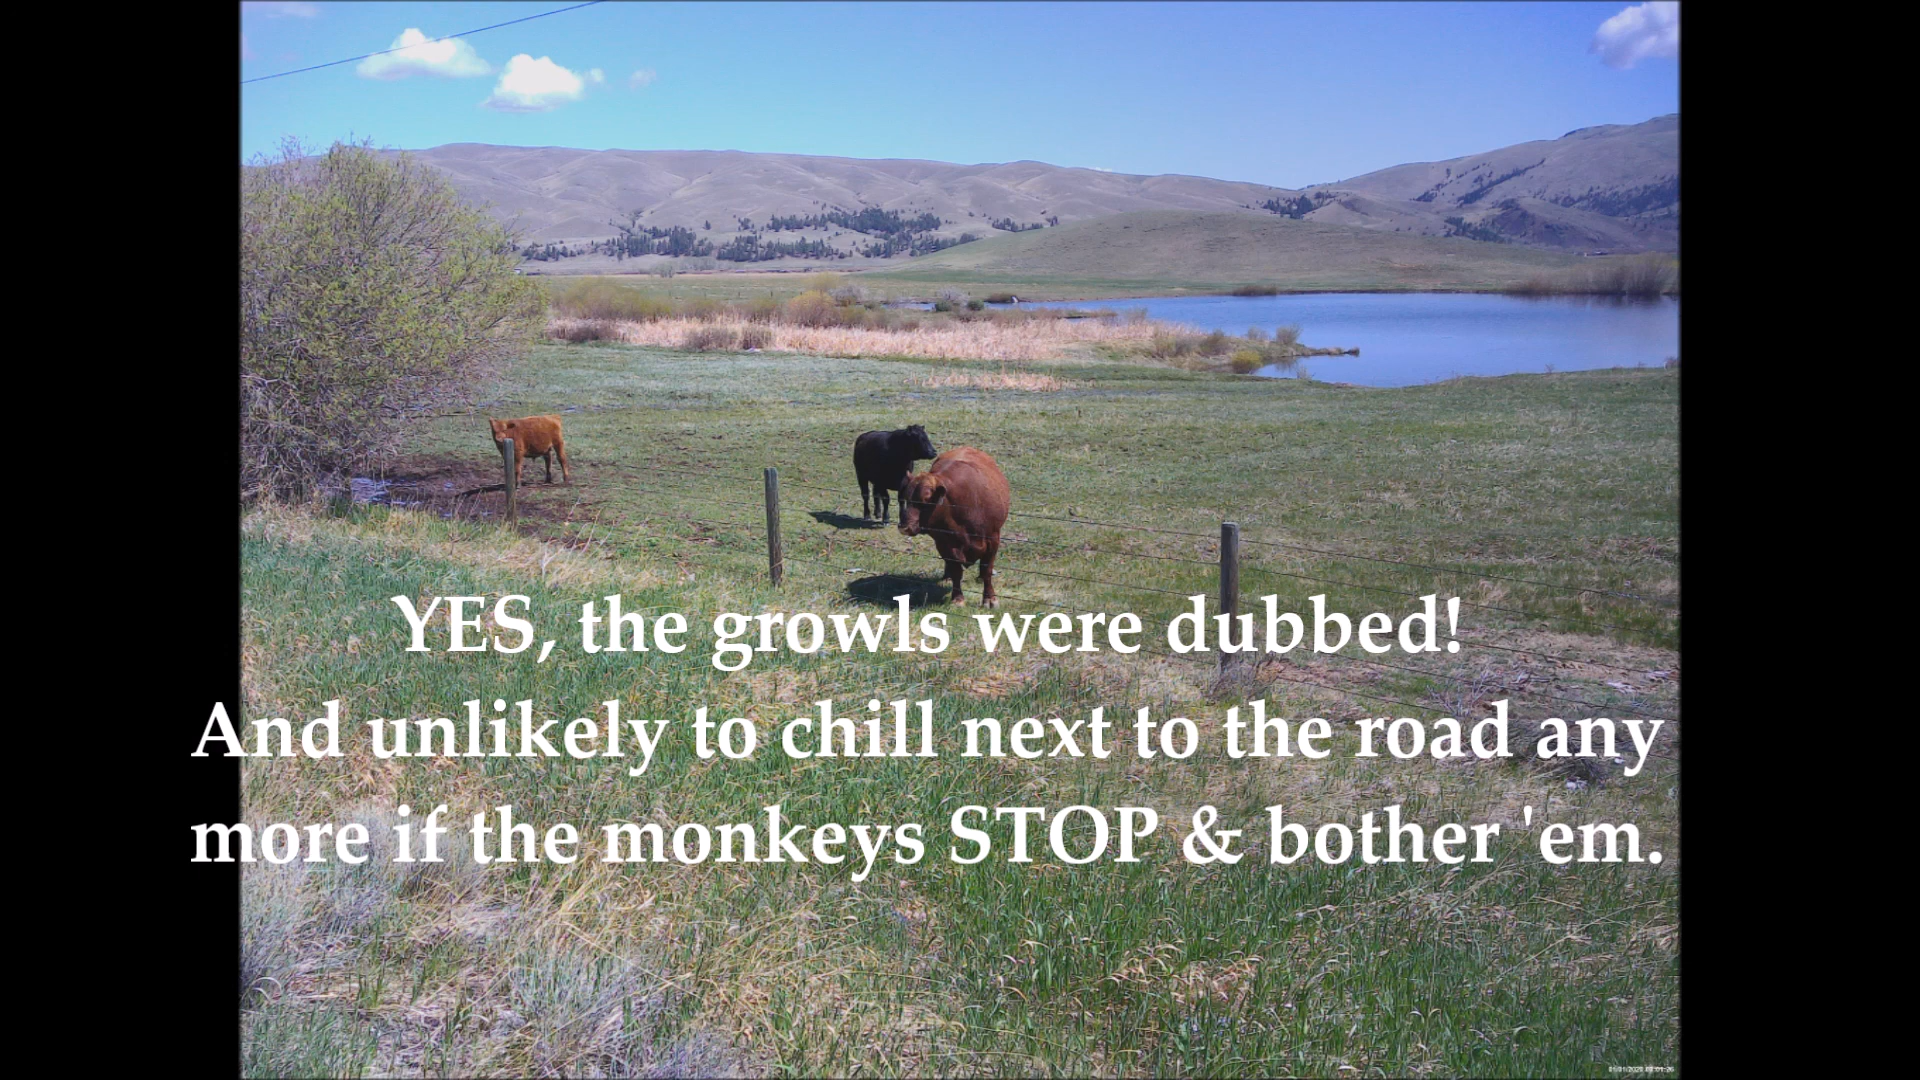 YES, the growls were dubbed!
And unlikely to chill next to the road any
more if the monkeys STOP & bother 'em.